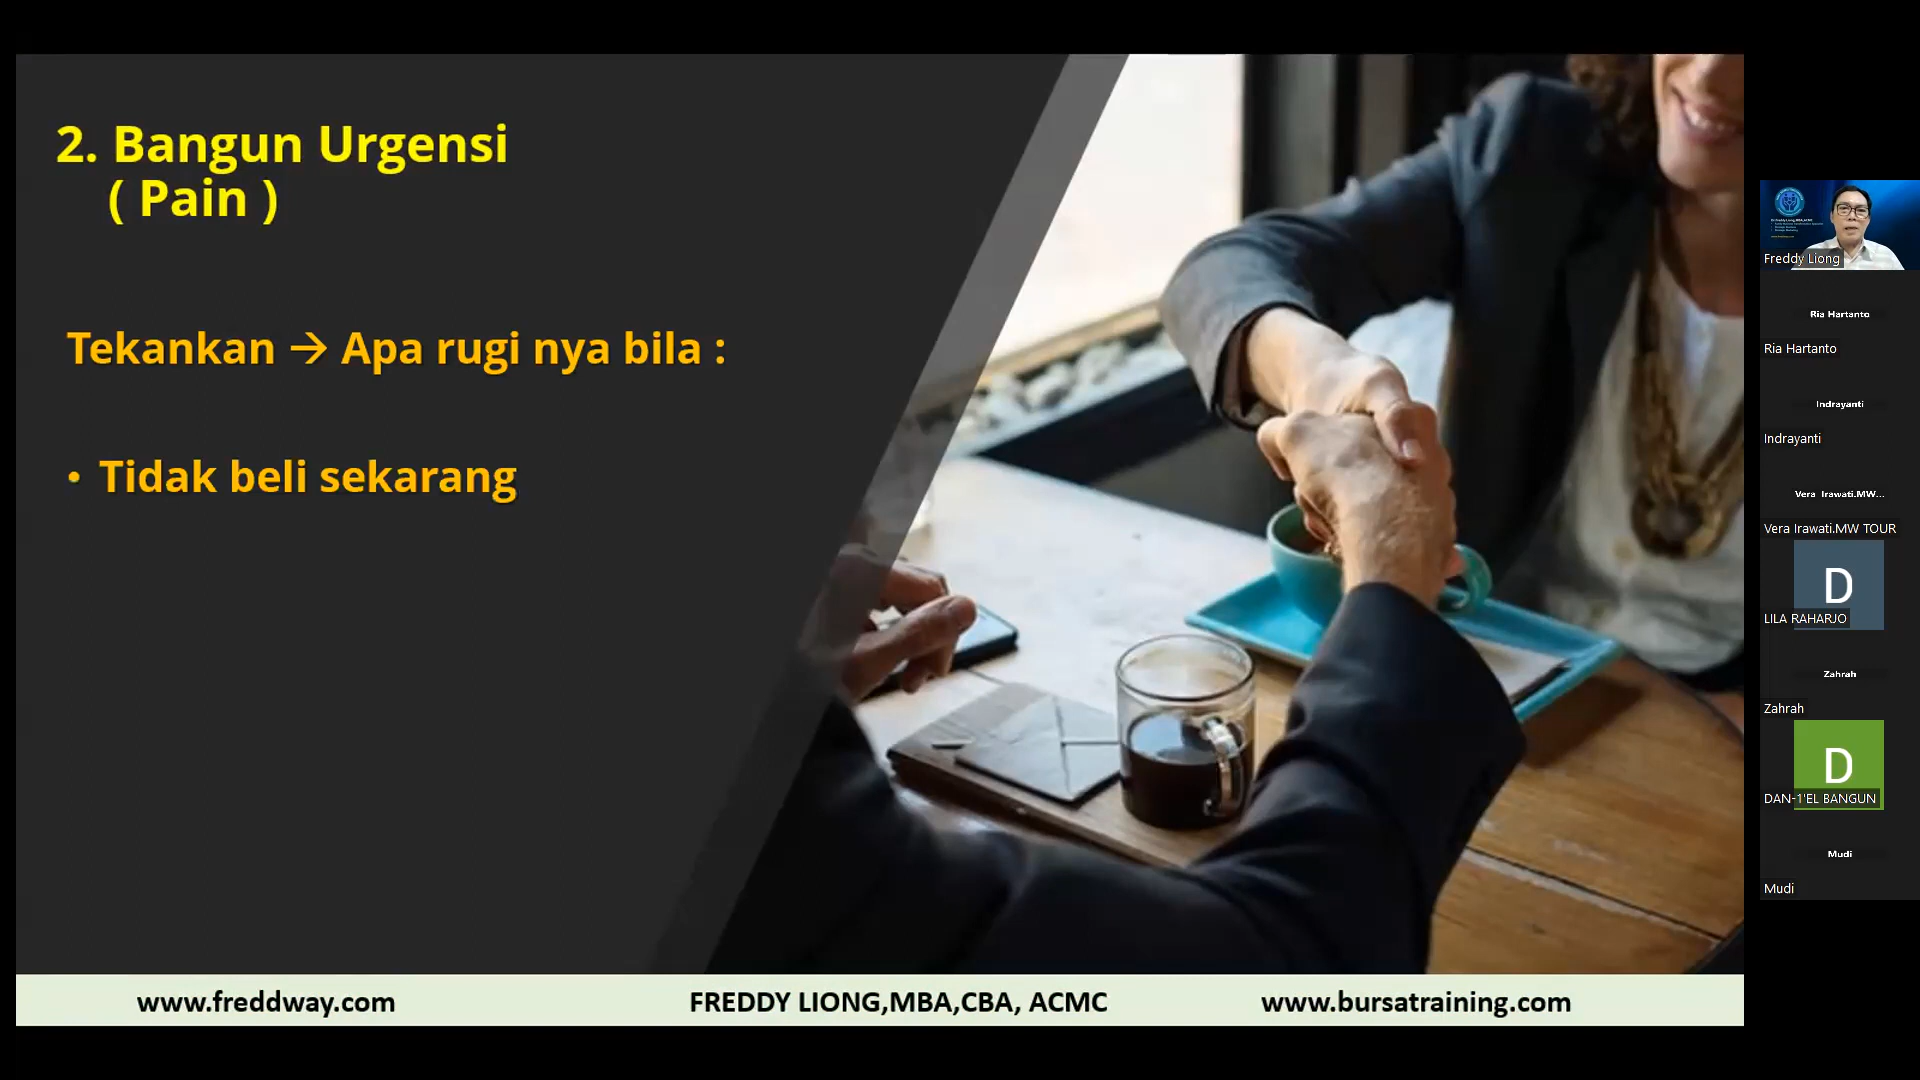 2. Bangun Urgensi
( Pain )
Tekankan → Apa rugi nya bila :
• Tidak beli sekarang
www.freddway.com
FREDDY LIONG,MBA,CBA, ACMC
www.bursatraining.com
Freddy Liong
Ria Hartanto
Ria Hartanto
Indrayanti
Indrayanti
Vera Irawati.MW...
Vera Irawati.MW TOUR
D
LILA RAHARJO
Zahrah
Zahrah
D
DAN-1'EL BANGUN
Mudi
Mudi